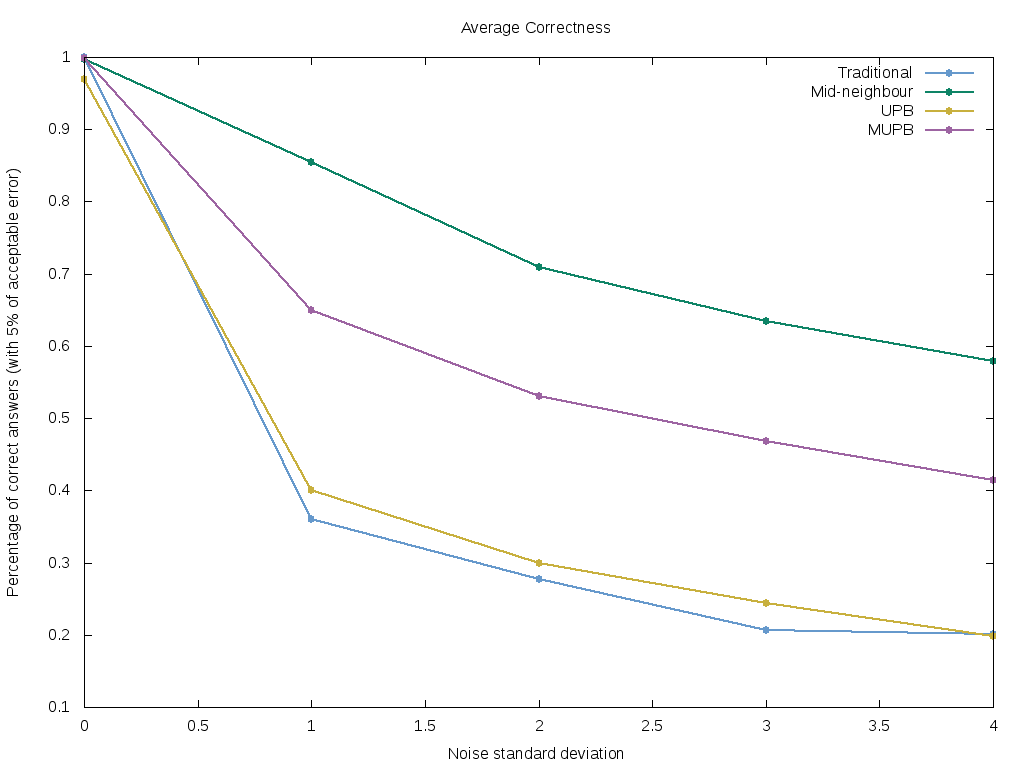 Average Correctness
Traditional
Mid-neighbour
UPB
MUPB
Percentage of correct answers (with 5% of acceptable error)
1
0.9
0.8
0.7
0.6
0.5
0.4
0.3
0.2
0.1
0 0.5 1 1.5 2 2.5 3 3.5 4
Noise standard deviation